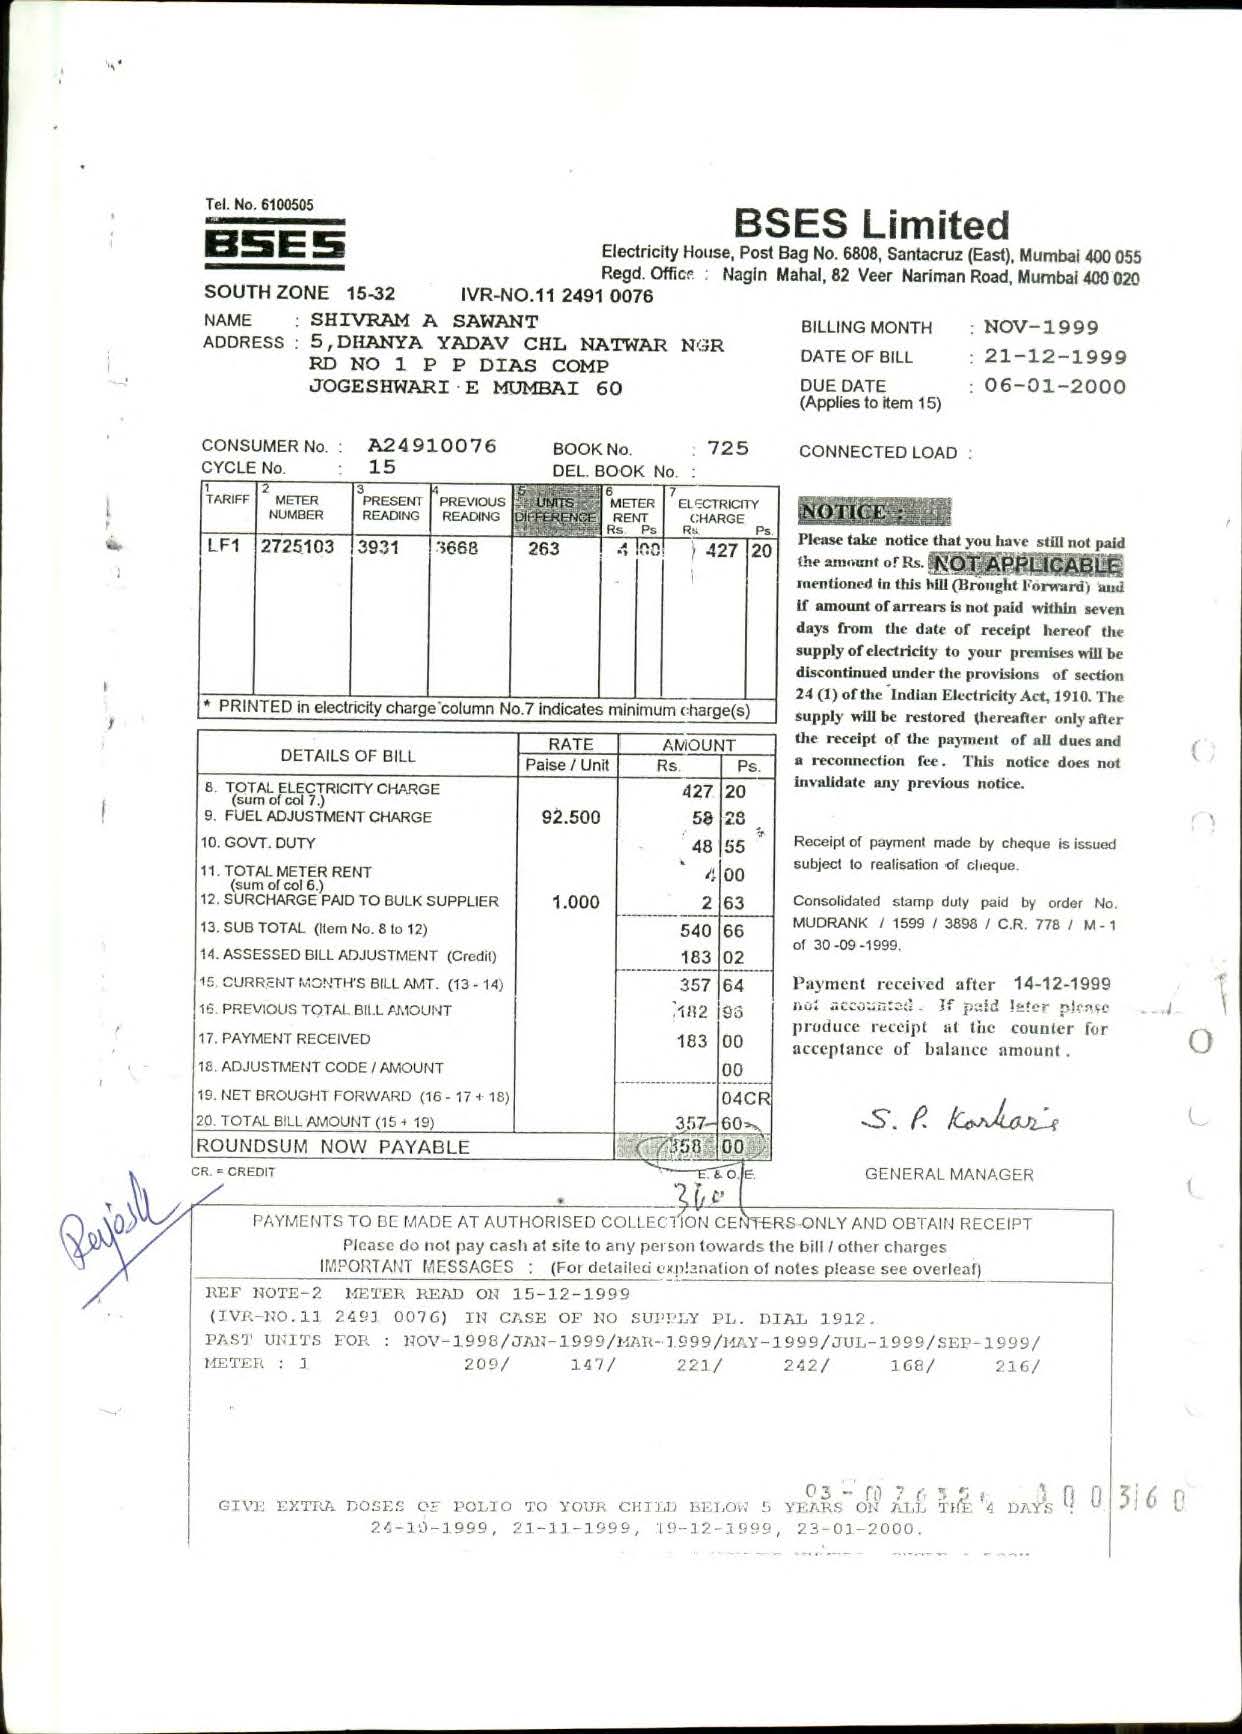 Tel. No. 6100505
BSES
BSES Limited
Electricity House, Post Bag No. 6808, Santacruz (East), Mumbai 400 055
Regd. Office : Nagin Mahal, 82 Veer Nariman Road, Mumbai 400 020
SOUTH ZONE 15-32 IVR-NO.11 2491 0076
NAME : SHIVRAM A SAWANT
ADDRESS : 5,DHANYA YADAV CHL NATWAR NGR
RD NO 1 P P DIAS COMP
JOGESHWARI E MUMBAI 60
BILLING MONTH : NOV-1999
DATE OF BILL : 21-12-1999
DUE DATE : 06-01-2000
(Applies to item 15)
CONSUMER No. : A24910076 BOOK No. : 725 CONNECTED LOAD :
CYCLE No. : 15 DEL. BOOK No. :
1 TARIFF 2 METER NUMBER 3 PRESENT READING 4 PREVIOUS READING 5 UNITS DIFFERENCE 6 METER RENT Rs. Ps 7 ELECTRICITY CHARGE Rs. Ps.
LF1 2725103 3931 3668 263 4 00 427 20
* PRINTED in electricity charge column No.7 indicates minimum charge(s)
NOTICE :
Please take notice that you have still not paid
the amount of Rs. NOT APPLICABLE
mentioned in this bill (Brought Forward) and
if amount of arrears is not paid within seven
days from the date of receipt hereof the
supply of electricity to your premises will be
discontinued under the provisions of section
24 (1) of the Indian Electricity Act, 1910. The
supply will be restored thereafter only after
the receipt of the payment of all dues and
a reconnection fee. This notice does not
invalidate any previous notice.
DETAILS OF BILL RATE Paise / Unit AMOUNT Rs. Ps.
8. TOTAL ELECTRICITY CHARGE 427 20
(sum of col 7.)
9. FUEL ADJUSTMENT CHARGE 92.500 58 28
10. GOVT. DUTY 48 55
11. TOTAL METER RENT 4 00
(sum of col 6.)
12. SURCHARGE PAID TO BULK SUPPLIER 1.000 2 63
13. SUB TOTAL (Item No. 8 to 12) 540 66
14. ASSESSED BILL ADJUSTMENT (Credit) 183 02
15. CURRENT MONTH'S BILL AMT. (13 - 14) 357 64
16. PREVIOUS TOTAL BILL AMOUNT 182 96
17. PAYMENT RECEIVED 183 00
18. ADJUSTMENT CODE / AMOUNT 00
19. NET BROUGHT FORWARD (16 - 17 + 18) 04CR
20. TOTAL BILL AMOUNT (15 + 19) 357 60
ROUNDSUM NOW PAYABLE 358 00
CR. = CREDIT E. & O. E.
360
Receipt of payment made by cheque is issued
subject to realisation of cheque.
Consolidated stamp duty paid by order No.
MUDRANK / 1599 / 3898 / C.R. 778 / M - 1
of 30 -09 -1999.
Payment received after 14-12-1999
not accounted. If paid later please
produce receipt at the counter for
acceptance of balance amount.
GENERAL MANAGER
PAYMENTS TO BE MADE AT AUTHORISED COLLECTION CENTERS ONLY AND OBTAIN RECEIPT
Please do not pay cash at site to any person towards the bill / other charges
IMPORTANT MESSAGES : (For detailed explanation of notes please see overleaf)
REF NOTE-2 METER READ ON 15-12-1999
(IVR-NO.11 2491 0076) IN CASE OF NO SUPPLY PL. DIAL 1912.
PAST UNITS FOR : NOV-1998/JAN-1999/MAR-1999/MAY-1999/JUL-1999/SEP-1999/
METER : 1 209/ 147/ 221/ 242/ 168/ 216/
GIVE EXTRA DOSES OF POLIO TO YOUR CHILD BELOW 5 YEARS ON ALL THE 4 DAYS :
24-10-1999, 21-11-1999, 19-12-1999, 23-01-2000.